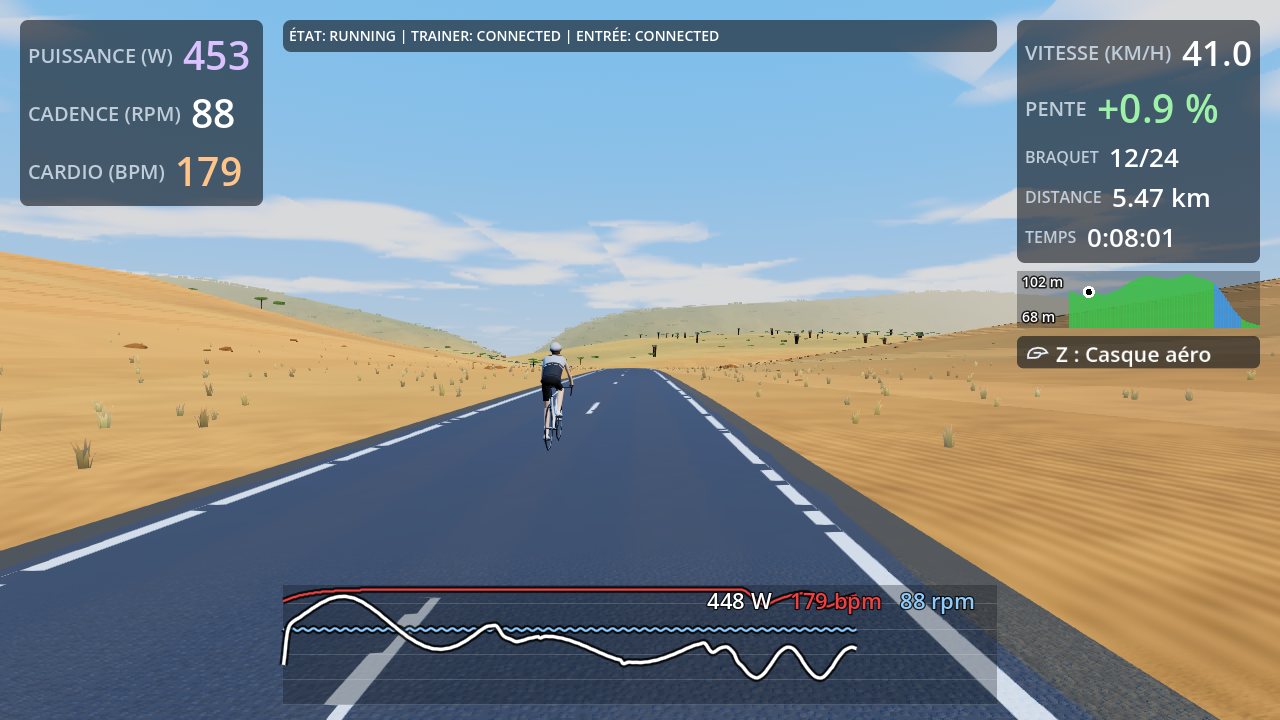 PUISSANCE (W) 453
CADENCE (RPM) 88
CARDIO (BPM) 179
ÉTAT: RUNNING | TRAINER: CONNECTED | ENTRÉE: CONNECTED
VITESSE (KM/H) 41.0
PENTE +0.9 %
BRAQUET 12/24
DISTANCE 5.47 km
TEMPS 0:08:01
102 m
68 m
Z : Casque aéro
448 W 179 bpm 88 rpm